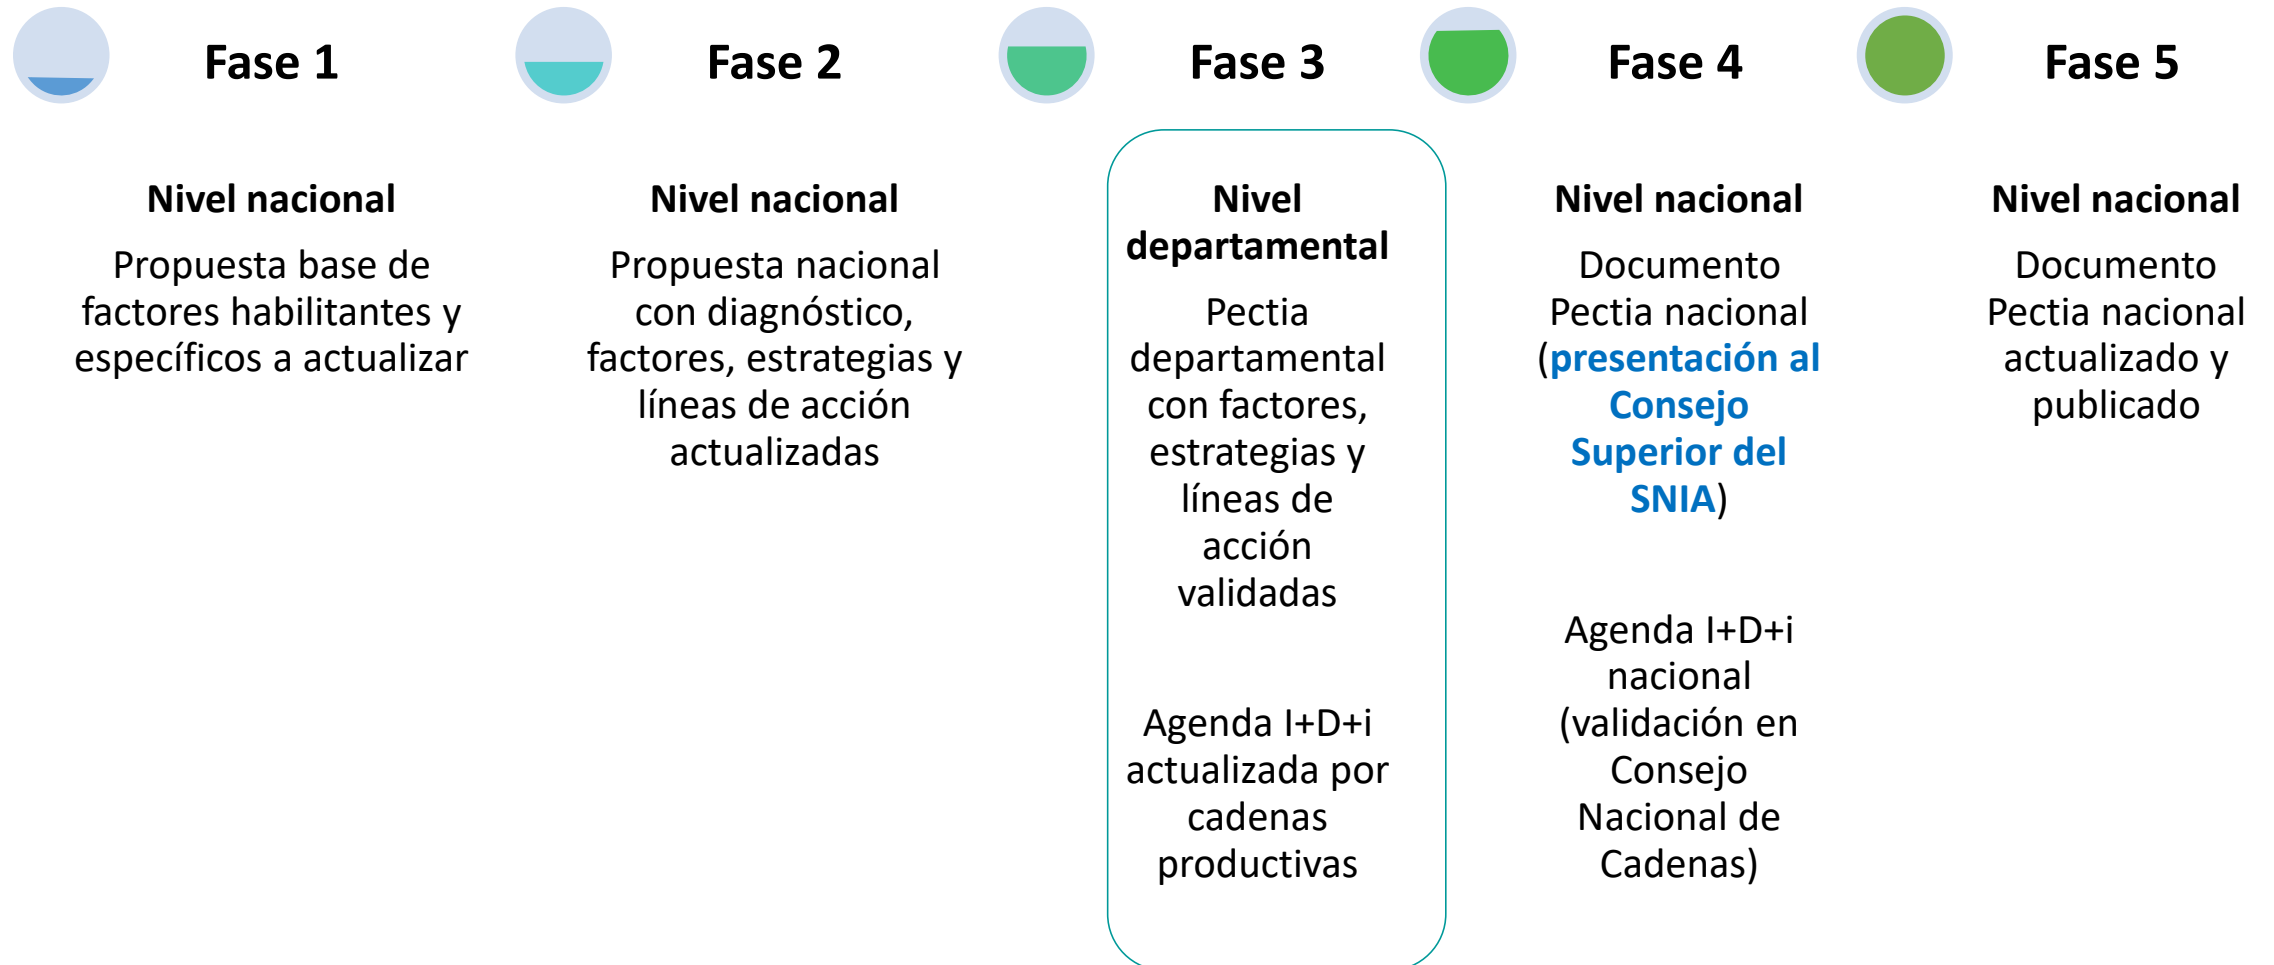 Fase 1
Nivel nacional
Propuesta base de
factores habilitantes y
específicos a actualizar
Fase 2
Nivel nacional
Propuesta nacional
con diagnóstico,
factores, estrategias y
líneas de acción
actualizadas
Fase 3
Nivel
departamental
Pectia
departamental
con factores,
estrategias y
líneas de
acción
validadas
Agenda I+D+i
actualizada por
cadenas
productivas
Fase 4
Nivel nacional
Documento
Pectia nacional
(presentación al
Consejo
Superior del
SNIA)
Agenda I+D+i
nacional
(validación en
Consejo
Nacional de
Cadenas)
Fase 5
Nivel nacional
Documento
Pectia nacional
actualizado y
publicado